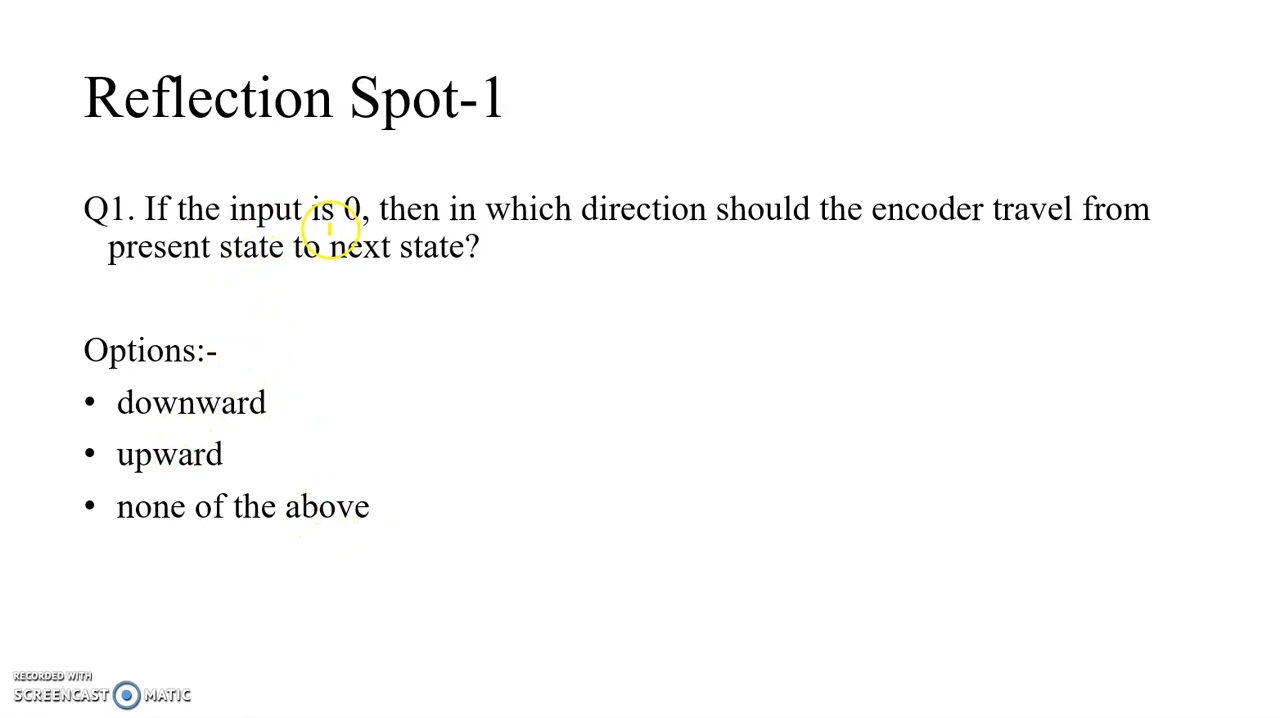 Reflection Spot-1
Q1. If the input is 0, then in which direction should the encoder travel from
present state to next state?
Options:-
• downward
• upward
• none of the above
RECORDED WITH
SCREENCAST MATIC